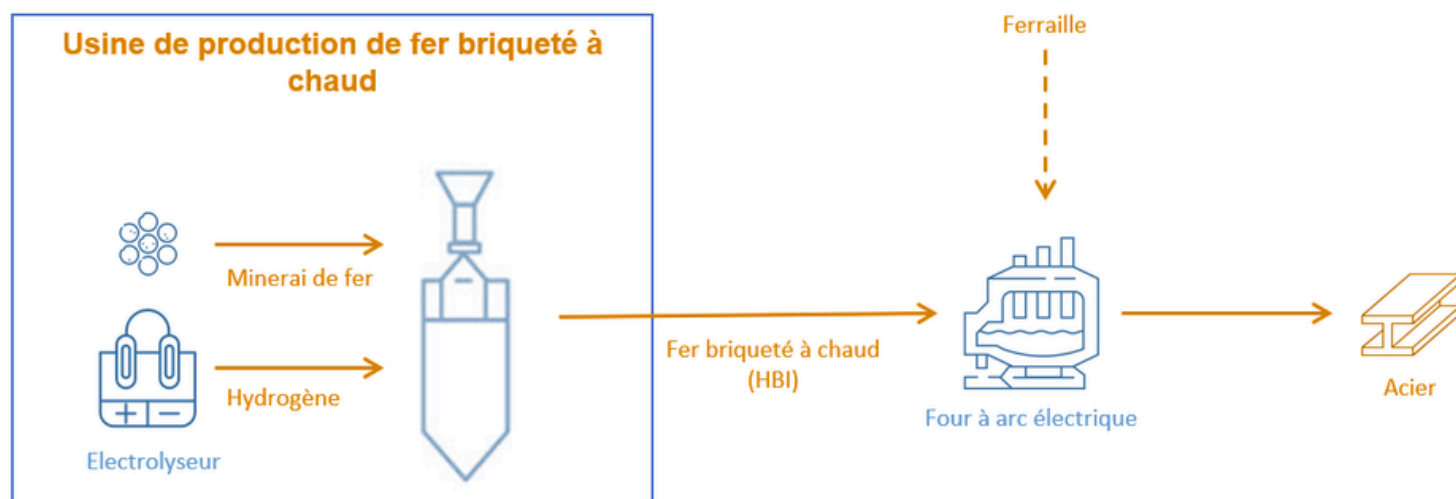 Usine de production de fer briqueté à
chaud
Ferraille
Minerai de fer
Hydrogène
Electrolyseur
+ −
Fer briqueté à chaud
(HBI)
Four à arc électrique
Acier